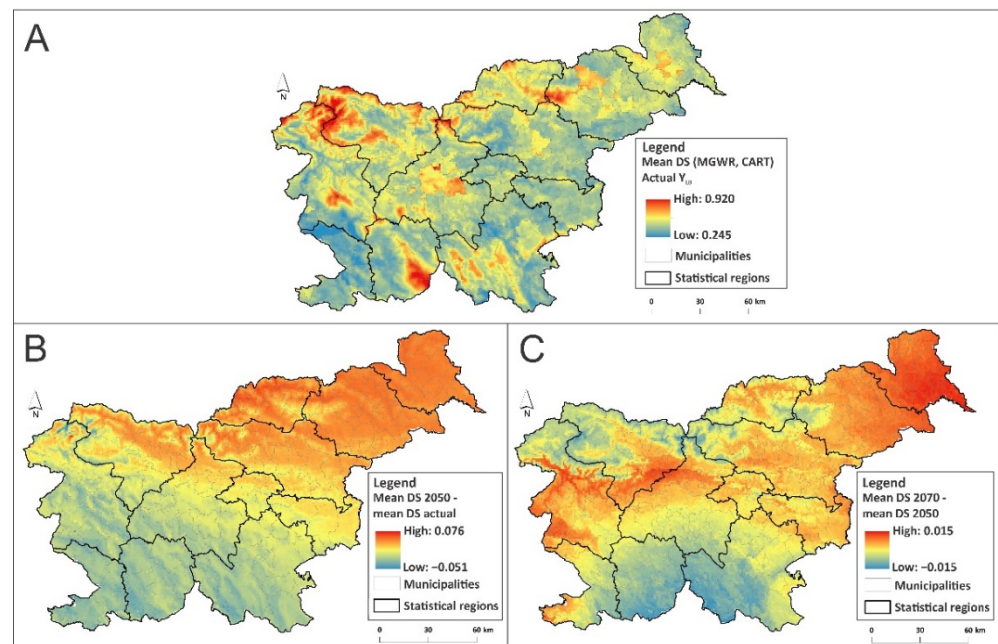 A
N
Legend
Mean DS (MGWR, CART)
Actual Y
High: 0.920
Low: 0.245
Municipalities
Statistical regions
0 30 60 km
B
N
Legend
Mean DS 2050 -
mean DS actual
High: 0.076
Low: −0.051
Municipalities
Statistical regions
0 30 60 km
C
N
Legend
Mean DS 2070 -
mean DS 2050
High: 0.015
Low: −0.015
Municipalities
Statistical regions
0 30 60 km